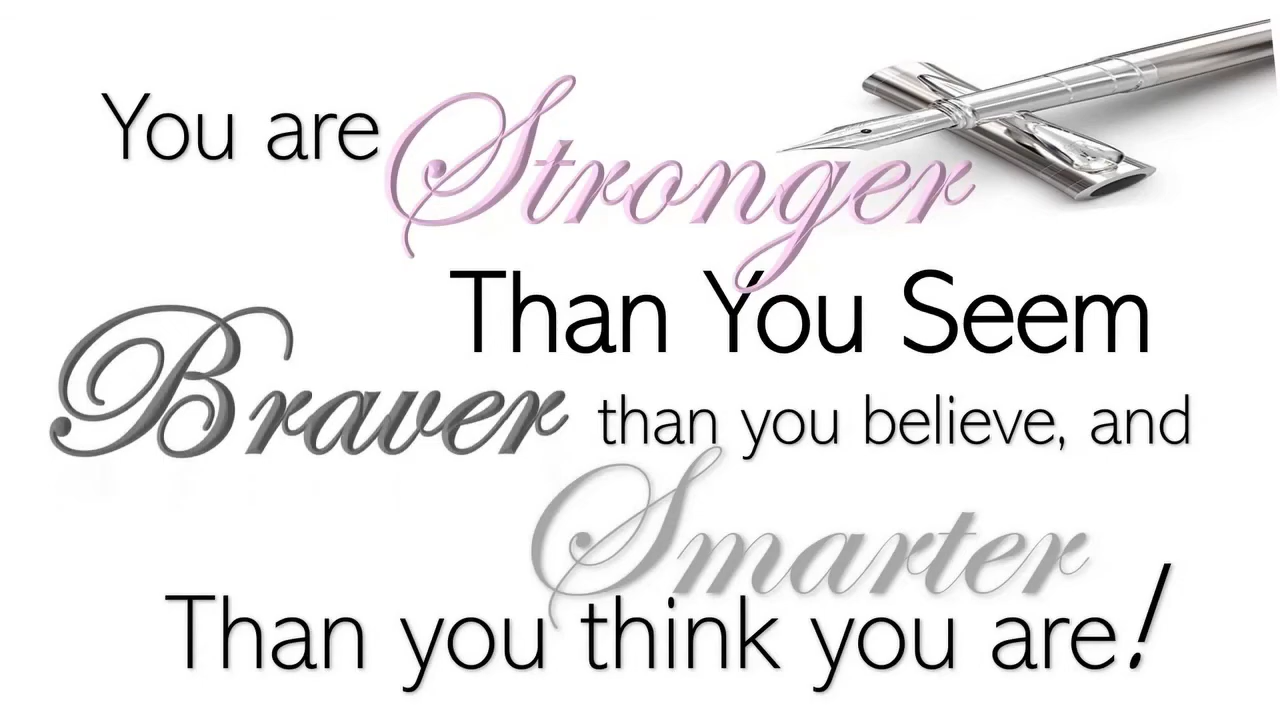 You are Stronger
Than You Seem
Braver than you believe, and
Smarter
Than you think you are!